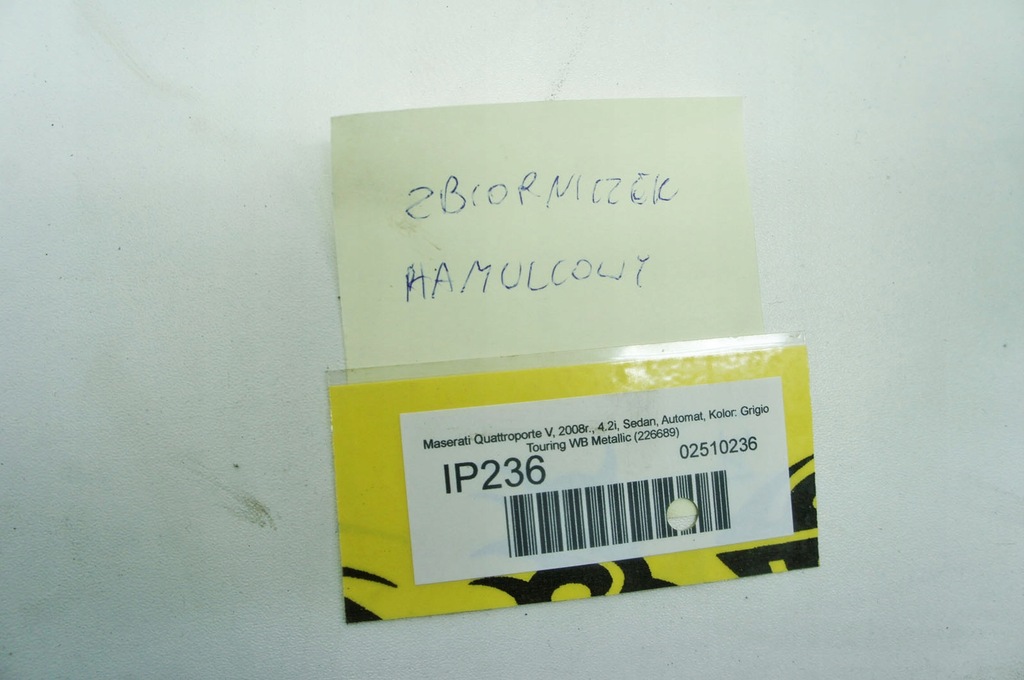 ZBIORNICZEK
HAMULCOWY
Maserati Quattroporte V, 2008r., 4.2i, Sedan, Automat, Kolor: Grigio
Touring WB Metallic (226689)
IP236
02510236